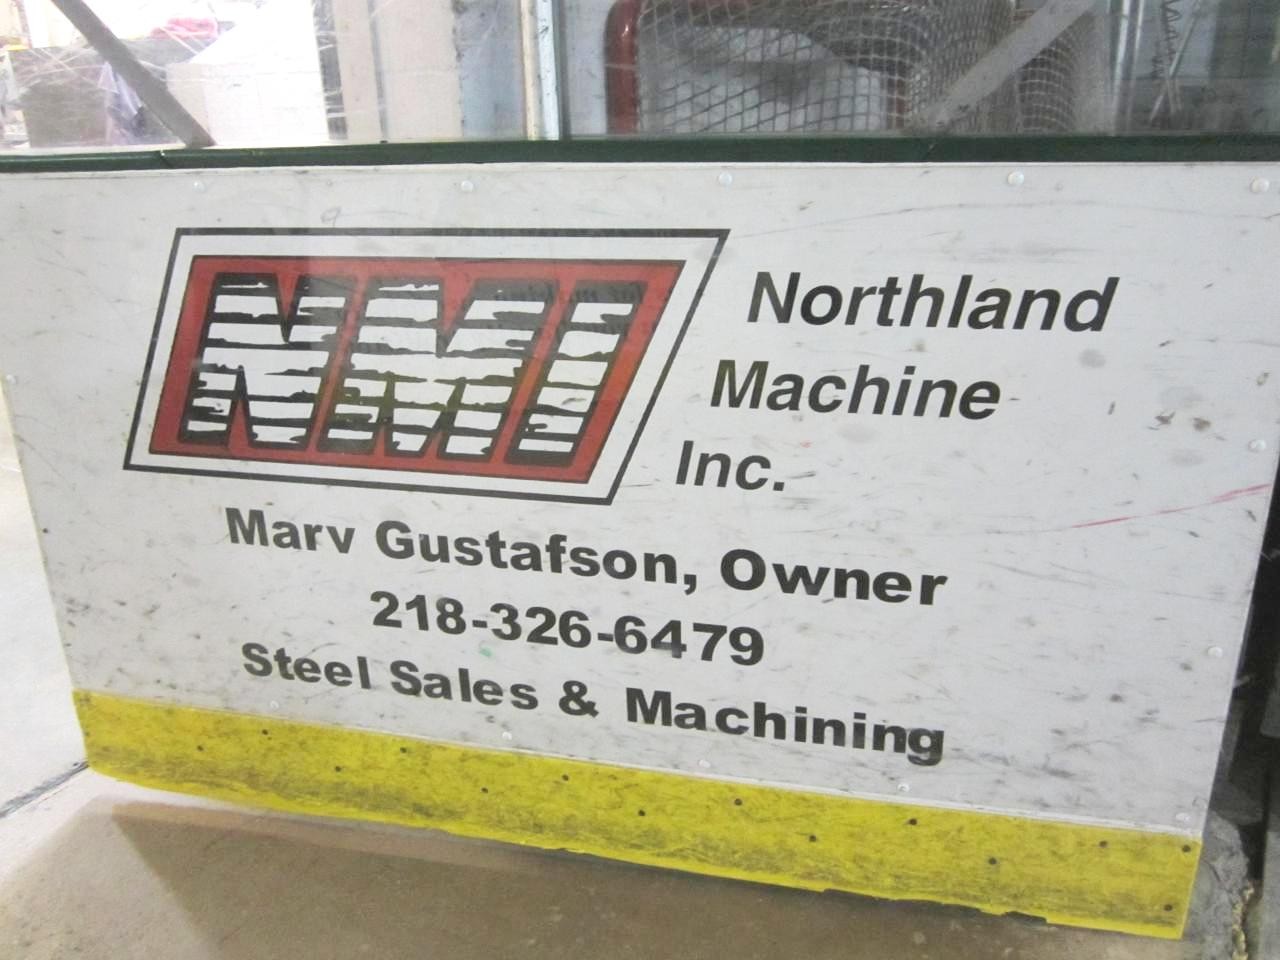 NMI
Northland
Machine
Inc.
Marv Gustafson, Owner
218-326-6479
Steel Sales & Machining